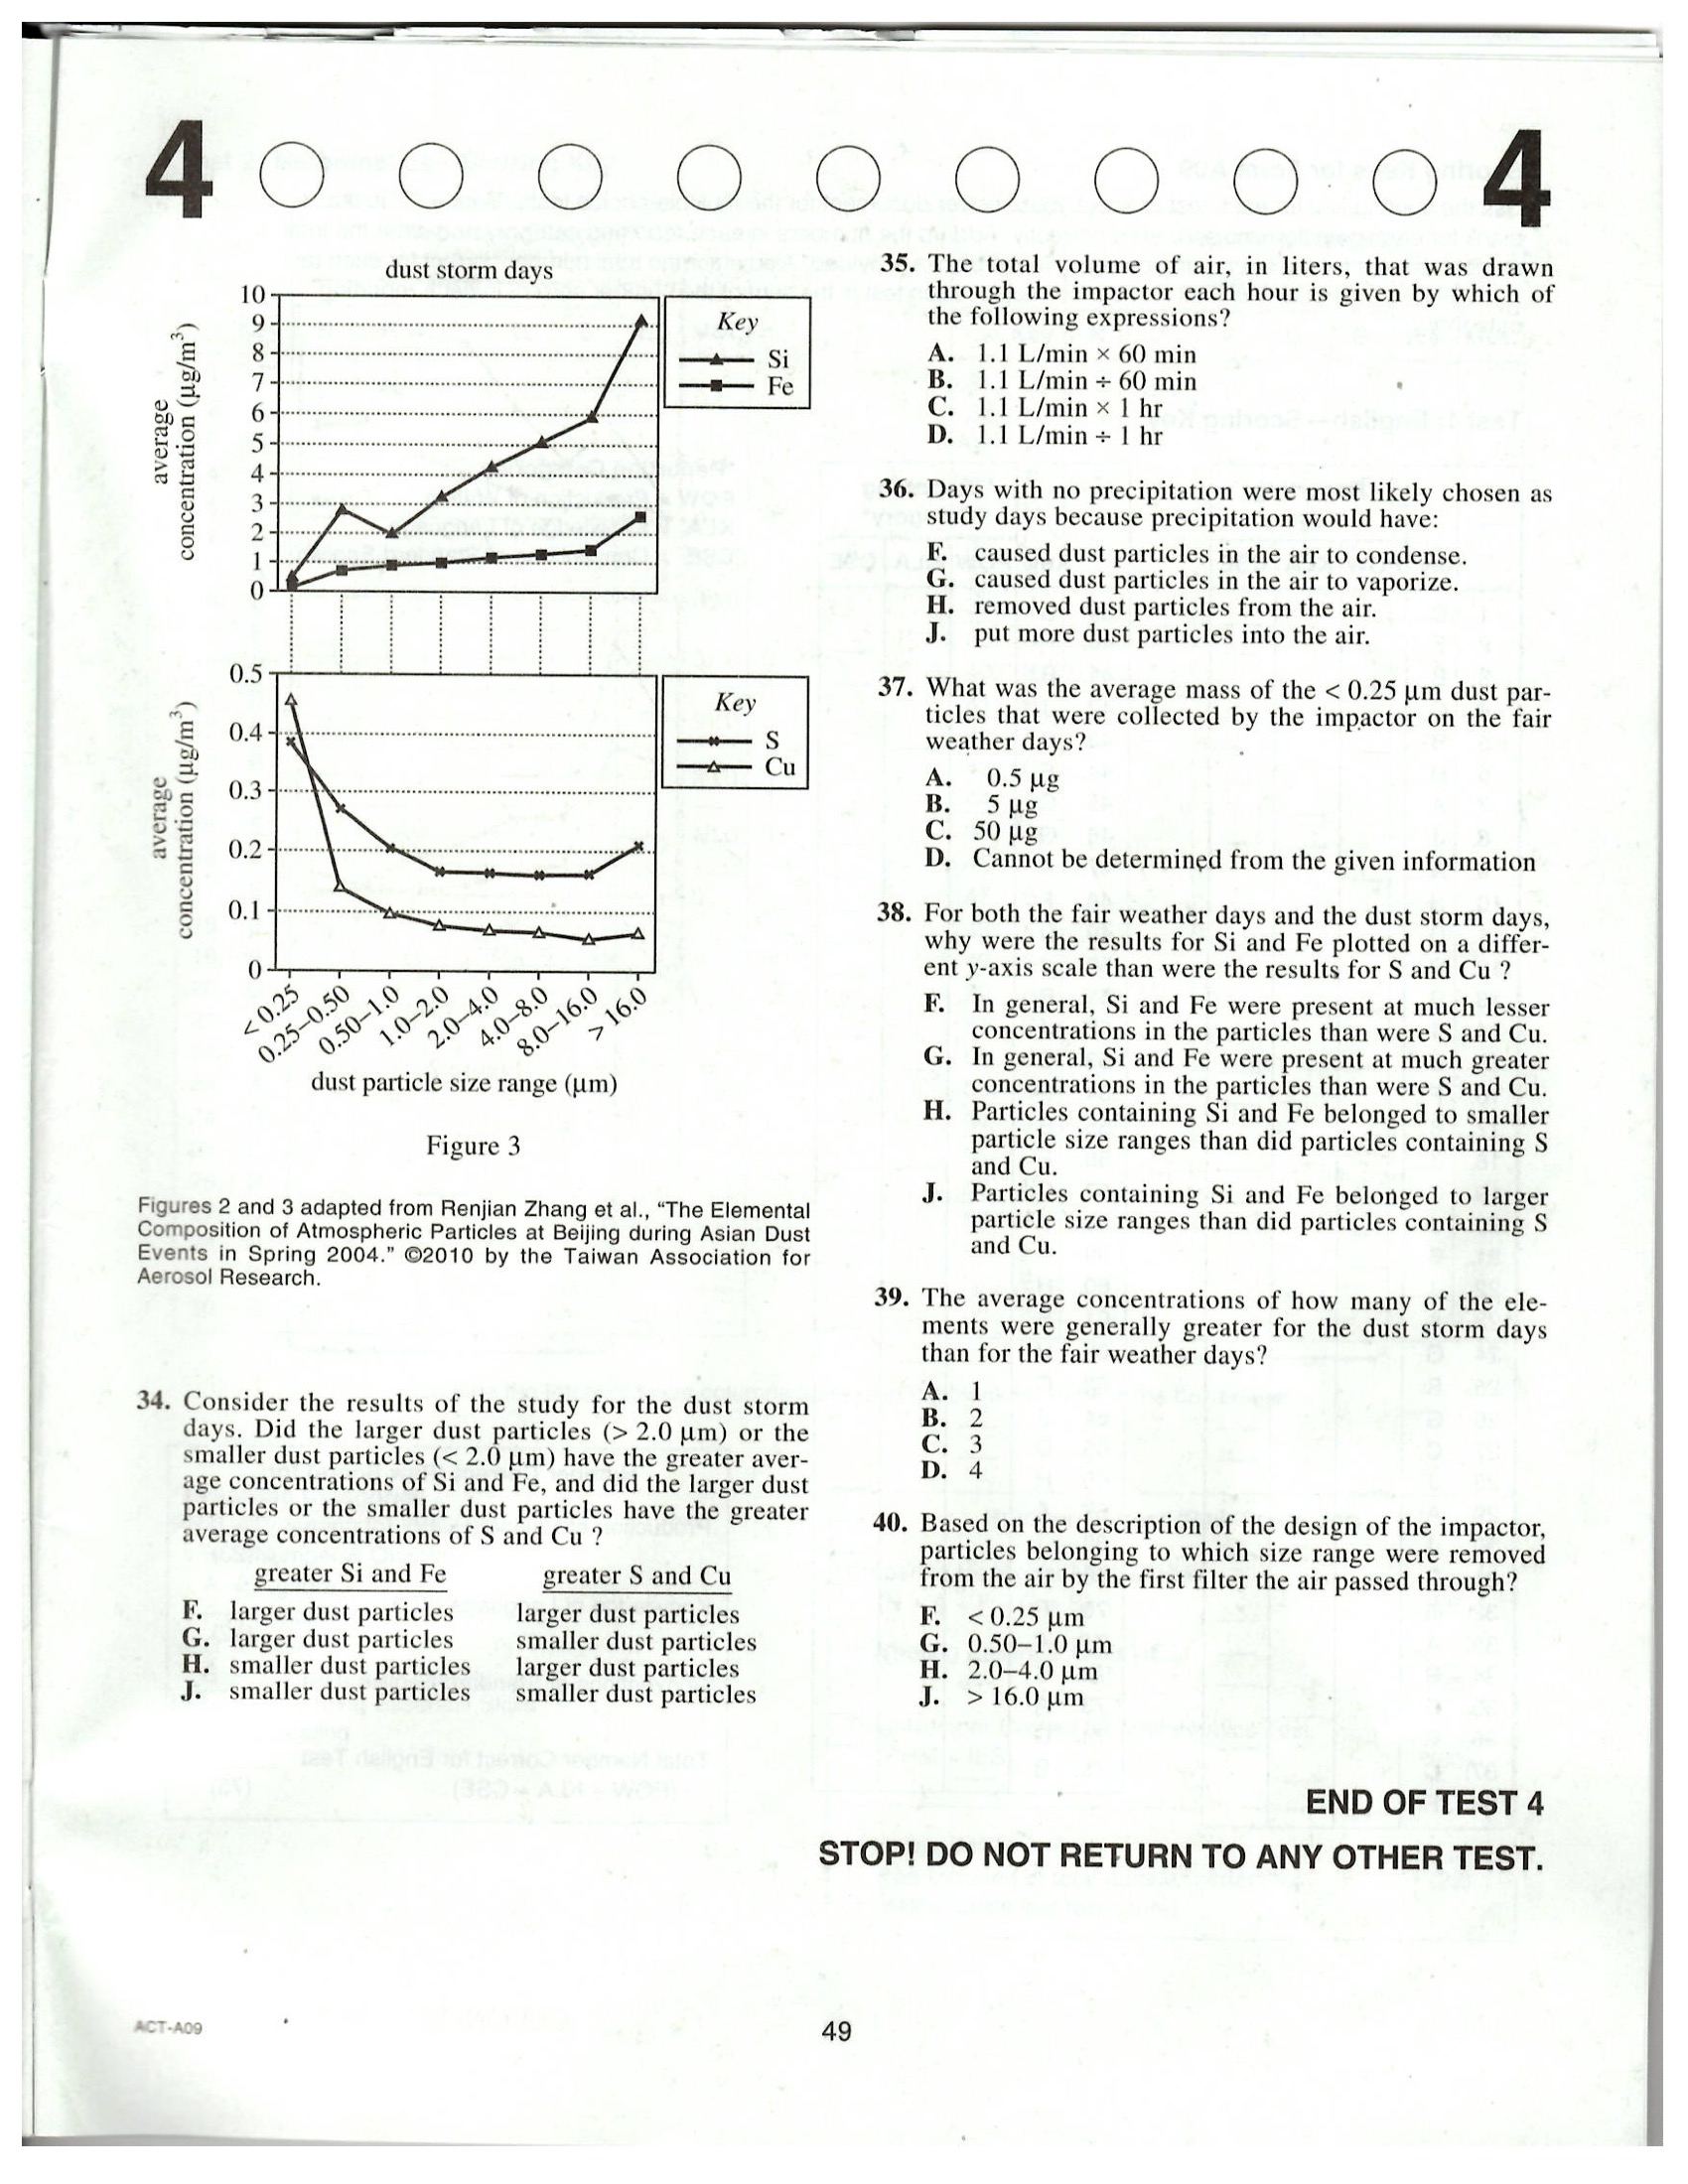 4 4
dust storm days
average
concentration (μg/m³)
10
9
8
7
6
5
4
3
2
1
0
Key
Si
Fe
average
concentration (μg/m³)
0.5
0.4
0.3
0.2
0.1
0
Key
S
Cu
< 0.25
0.25–0.50
0.50–1.0
1.0–2.0
2.0–4.0
4.0–8.0
8.0–16.0
> 16.0
dust particle size range (μm)
Figure 3
Figures 2 and 3 adapted from Renjian Zhang et al., “The Elemental
Composition of Atmospheric Particles at Beijing during Asian Dust
Events in Spring 2004.” ©2010 by the Taiwan Association for
Aerosol Research.
34. Consider the results of the study for the dust storm
days. Did the larger dust particles (> 2.0 μm) or the
smaller dust particles (< 2.0 μm) have the greater aver-
age concentrations of Si and Fe, and did the larger dust
particles or the smaller dust particles have the greater
average concentrations of S and Cu ?
greater Si and Fe greater S and Cu
F. larger dust particles larger dust particles
G. larger dust particles smaller dust particles
H. smaller dust particles larger dust particles
J. smaller dust particles smaller dust particles
35. The total volume of air, in liters, that was drawn
through the impactor each hour is given by which of
the following expressions?
A. 1.1 L/min × 60 min
B. 1.1 L/min ÷ 60 min
C. 1.1 L/min × 1 hr
D. 1.1 L/min ÷ 1 hr
36. Days with no precipitation were most likely chosen as
study days because precipitation would have:
F. caused dust particles in the air to condense.
G. caused dust particles in the air to vaporize.
H. removed dust particles from the air.
J. put more dust particles into the air.
37. What was the average mass of the < 0.25 μm dust par-
ticles that were collected by the impactor on the fair
weather days?
A. 0.5 μg
B. 5 μg
C. 50 μg
D. Cannot be determined from the given information
38. For both the fair weather days and the dust storm days,
why were the results for Si and Fe plotted on a differ-
ent y-axis scale than were the results for S and Cu ?
F. In general, Si and Fe were present at much lesser
concentrations in the particles than were S and Cu.
G. In general, Si and Fe were present at much greater
concentrations in the particles than were S and Cu.
H. Particles containing Si and Fe belonged to smaller
particle size ranges than did particles containing S
and Cu.
J. Particles containing Si and Fe belonged to larger
particle size ranges than did particles containing S
and Cu.
39. The average concentrations of how many of the ele-
ments were generally greater for the dust storm days
than for the fair weather days?
A. 1
B. 2
C. 3
D. 4
40. Based on the description of the design of the impactor,
particles belonging to which size range were removed
from the air by the first filter the air passed through?
F. < 0.25 μm
G. 0.50–1.0 μm
H. 2.0–4.0 μm
J. > 16.0 μm
END OF TEST 4
STOP! DO NOT RETURN TO ANY OTHER TEST.
ACT-A09
49